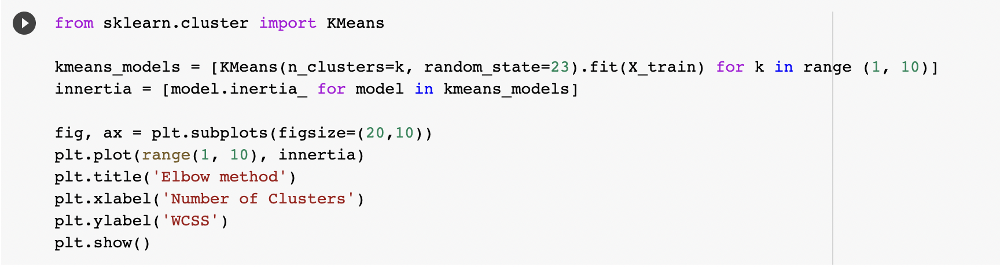 from sklearn.cluster import KMeans
kmeans_models = [KMeans(n_clusters=k, random_state=23).fit(X_train) for k in range (1, 10)]
innertia = [model.inertia_ for model in kmeans_models]
fig, ax = plt.subplots(figsize=(20,10))
plt.plot(range(1, 10), innertia)
plt.title('Elbow method')
plt.xlabel('Number of Clusters')
plt.ylabel('WCSS')
plt.show()